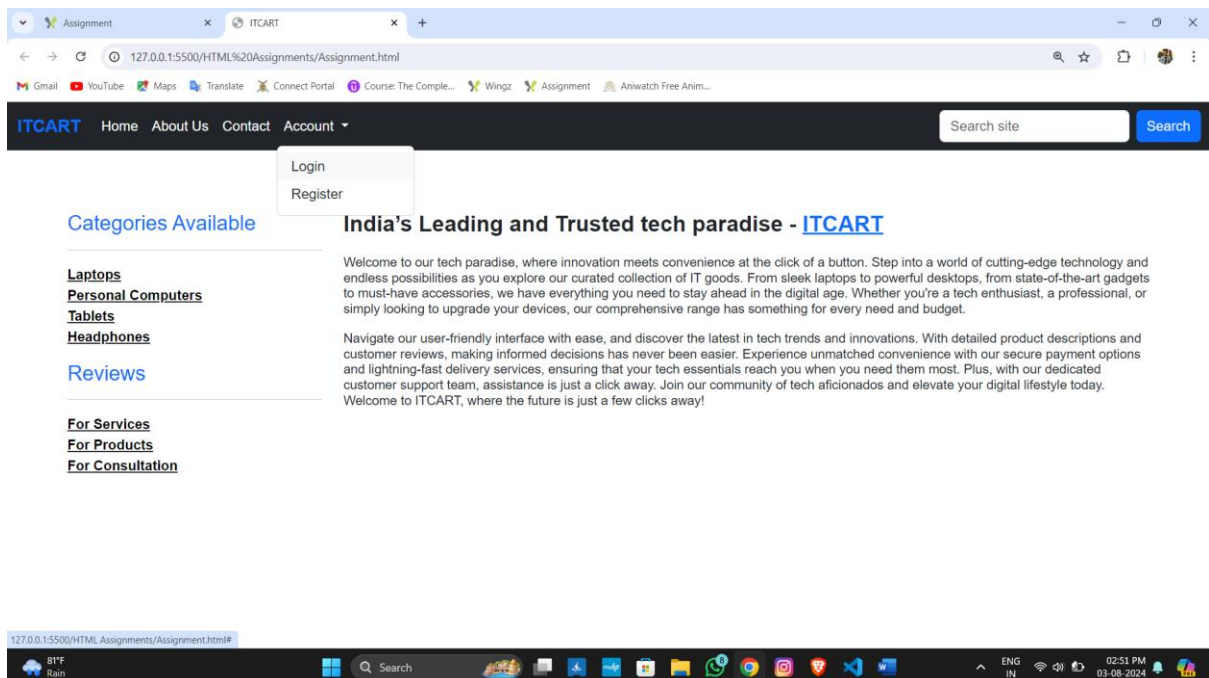 Assignment
ITCART
127.0.0.1:5500/HTML%20Assignments/Assignment.html
Gmail YouTube Maps Translate Connect Portal Course: The Comple... Wingz Assignment Aniwatch Free Anim...
ITCART Home About Us Contact Account Search site Search
Login
Register
Categories Available
Laptops
Personal Computers
Tablets
Headphones
Reviews
For Services
For Products
For Consultation
India’s Leading and Trusted tech paradise - ITCART
Welcome to our tech paradise, where innovation meets convenience at the click of a button. Step into a world of cutting-edge technology and
endless possibilities as you explore our curated collection of IT goods. From sleek laptops to powerful desktops, from state-of-the-art gadgets
to must-have accessories, we have everything you need to stay ahead in the digital age. Whether you're a tech enthusiast, a professional, or
simply looking to upgrade your devices, our comprehensive range has something for every need and budget.
Navigate our user-friendly interface with ease, and discover the latest in tech trends and innovations. With detailed product descriptions and
customer reviews, making informed decisions has never been easier. Experience unmatched convenience with our secure payment options
and lightning-fast delivery services, ensuring that your tech essentials reach you when you need them most. Plus, with our dedicated
customer support team, assistance is just a click away. Join our community of tech aficionados and elevate your digital lifestyle today.
Welcome to ITCART, where the future is just a few clicks away!
127.0.0.1:5500/HTML Assignments/Assignment.html#
81°F
Rain
Search
ENG
IN
02:51 PM
03-08-2024